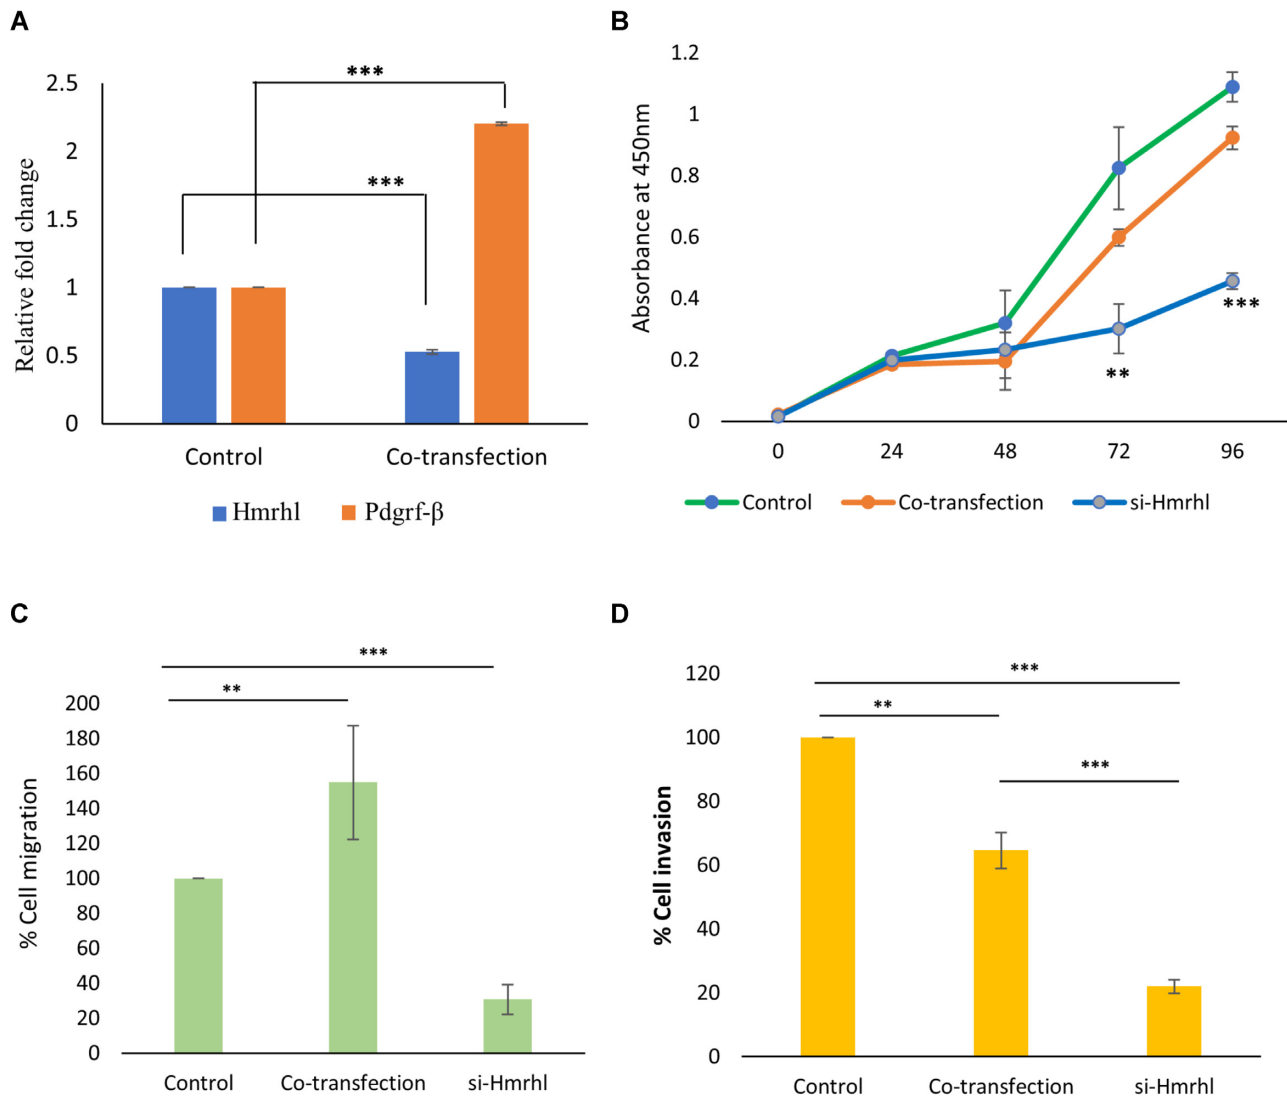 A
Relative fold change
2.5
2
1.5
1
0.5
0
***
***
Control
Co-transfection
Hmrhl
Pdgrf-β
B
Absorbance at 450nm
1.2
1
0.8
0.6
0.4
0.2
0
**
***
0 24 48 72 96
Control Co-transfection si-Hmrhl
C
% Cell migration
200
180
160
140
120
100
80
60
40
20
0
***
**
Control Co-transfection si-Hmrhl
D
% Cell invasion
120
100
80
60
40
20
0
***
**
***
Control Co-transfection si-Hmrhl